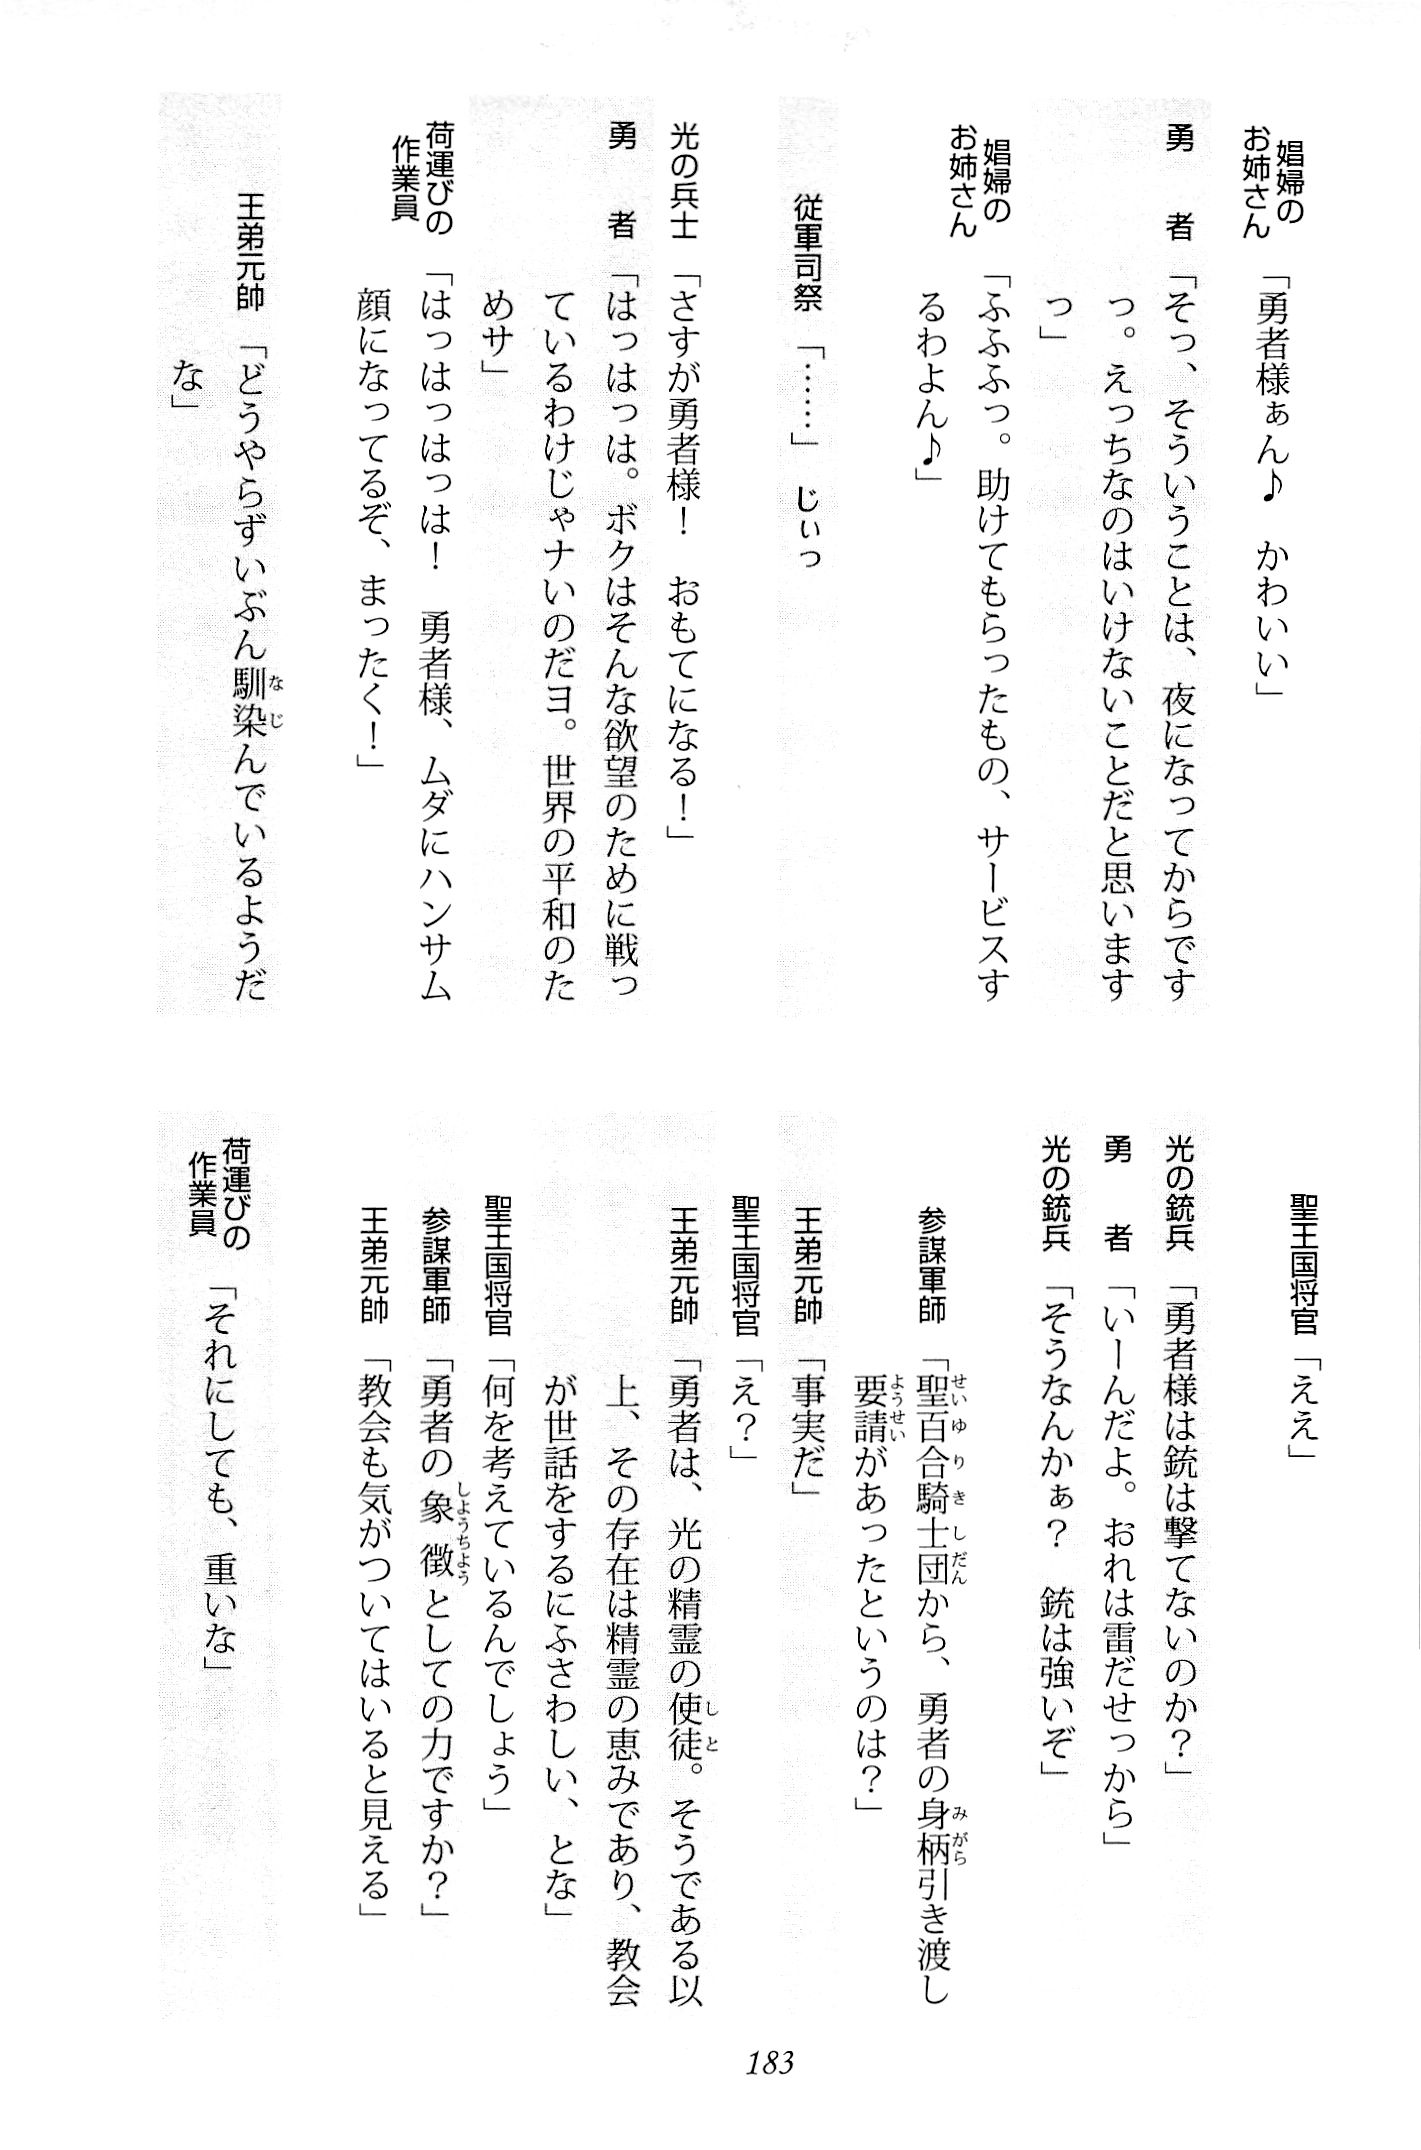 娼婦の
お姉さん「勇者様ぁん♪　かわいい」
勇　者「そっ、そういうことは、夜になってからです
っ。えっちなのはいけないことだと思います
っ」
娼婦の
お姉さん「ふふふっ。助けてもらったもの、サービスす
るわよん♪」
従軍司祭「……」　じぃっ
光の兵士「さすが勇者様！　おもてになる！」
勇　者「はっはっは。ボクはそんな欲望のために戦っ
ているわけじゃナいのだヨ。世界の平和のた
めサ」
荷運びの
作業員「はっはっはっは！　勇者様、ムダにハンサム
顔になってるぞ、まったく！」
王弟元帥「どうやらずいぶん馴染んでいるようだ
な」
聖王国将官「ええ」
光の銃兵「勇者様は銃は撃てないのか？」
勇　者「いーんだよ。おれは雷だせっから」
光の銃兵「そうなんかぁ？　銃は強いぞ」
参謀軍師「聖百合騎士団から、勇者の身柄引き渡し
要請があったというのは？」
王弟元帥「事実だ」
聖王国将官「え？」
王弟元帥「勇者は、光の精霊の使徒。そうである以
上、その存在は精霊の恵みであり、教会
が世話をするにふさわしい、とな」
聖王国将官「何を考えているんでしょう」
参謀軍師「勇者の象徴としての力ですか？」
王弟元帥「教会も気がついてはいると見える」
荷運びの
作業員「それにしても、重いな」
183